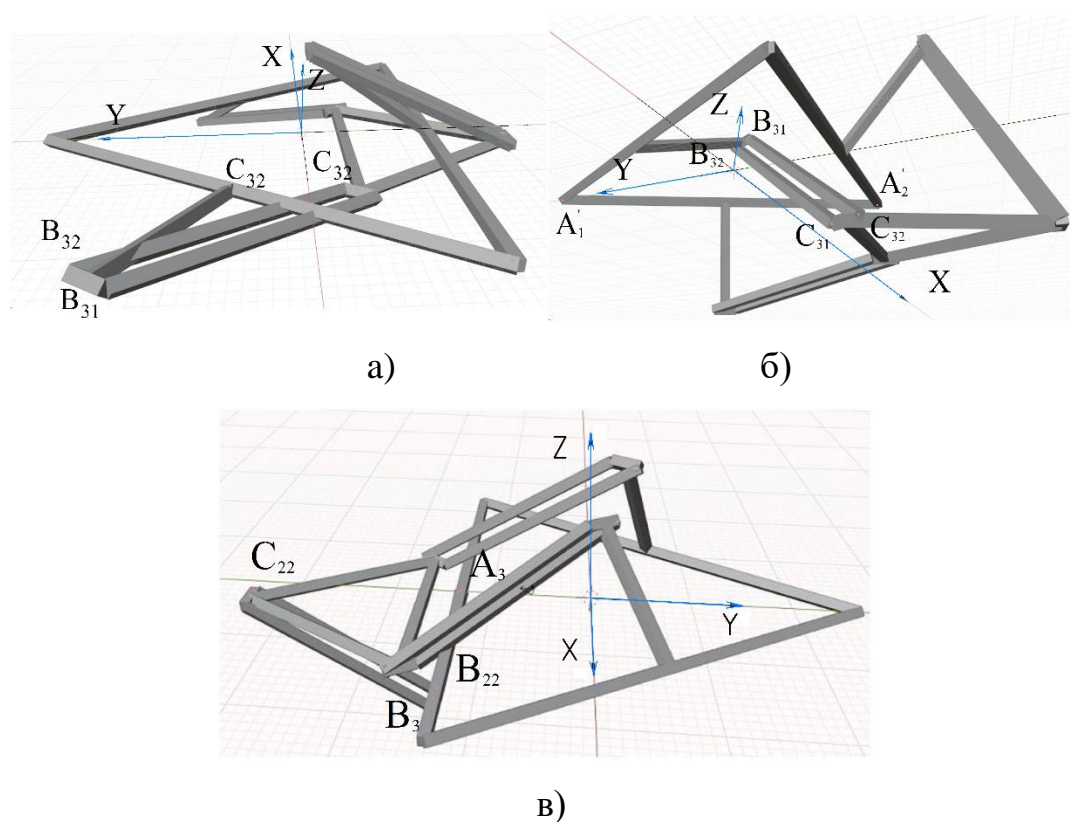 X
Z
Y
C₃₂ C₃₂
B₃₂
B₃₁
а)
Z B₃₁
B₃₂
Y A'₂
A'₁
C₃₁ C₃₂
X
б)
Z
C₂₂ A₃
Y
X
B₂₂
B₃
в)